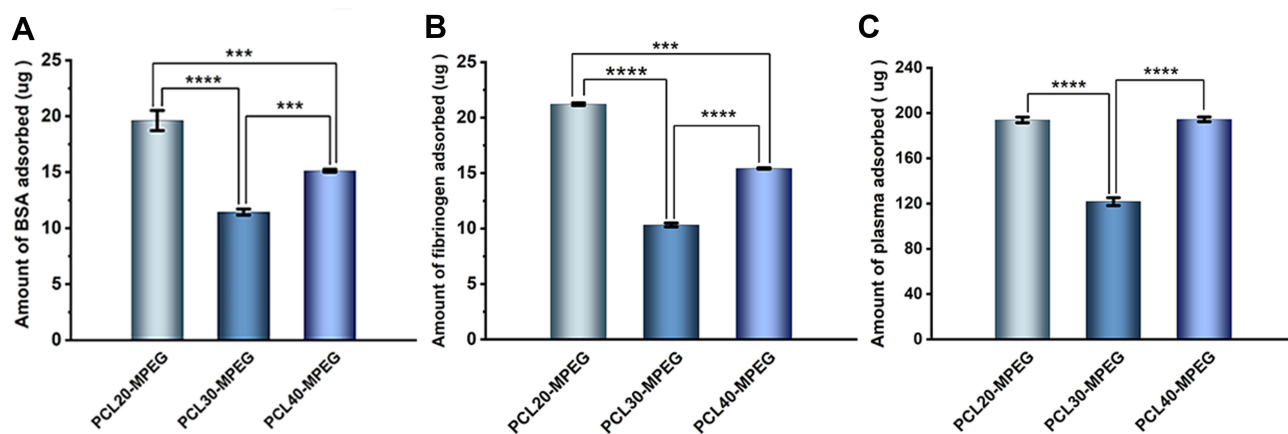 A
Amount of BSA adsorbed (ug)
25
20
15
10
5
0
***
****
***
PCL20-MPEG
PCL30-MPEG
PCL40-MPEG
B
Amount of fibrinogen adsorbed (ug)
25
20
15
10
5
0
***
****
****
PCL20-MPEG
PCL30-MPEG
PCL40-MPEG
C
Amount of plasma adsorbed ( ug )
240
200
160
120
80
40
0
****
****
PCL20-MPEG
PCL30-MPEG
PCL40-MPEG